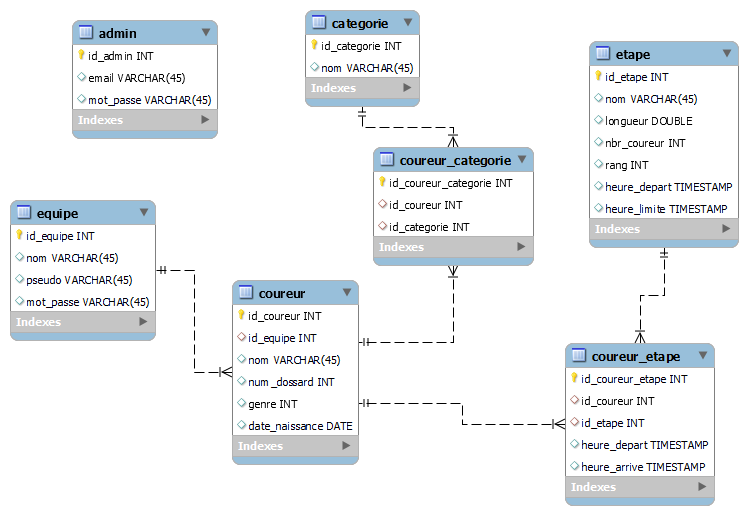 admin
id_admin INT
email VARCHAR(45)
mot_passe VARCHAR(45)
Indexes
categorie
id_categorie INT
nom VARCHAR(45)
Indexes
etape
id_etape INT
nom VARCHAR(45)
longueur DOUBLE
nbr_coureur INT
rang INT
heure_depart TIMESTAMP
heure_limite TIMESTAMP
Indexes
coureur_categorie
id_coureur_categorie INT
id_coureur INT
id_categorie INT
Indexes
equipe
id_equipe INT
nom VARCHAR(45)
pseudo VARCHAR(45)
mot_passe VARCHAR(45)
Indexes
coureur
id_coureur INT
id_equipe INT
nom VARCHAR(45)
num_dossard INT
genre INT
date_naissance DATE
Indexes
coureur_etape
id_coureur_etape INT
id_coureur INT
id_etape INT
heure_depart TIMESTAMP
heure_arrive TIMESTAMP
Indexes